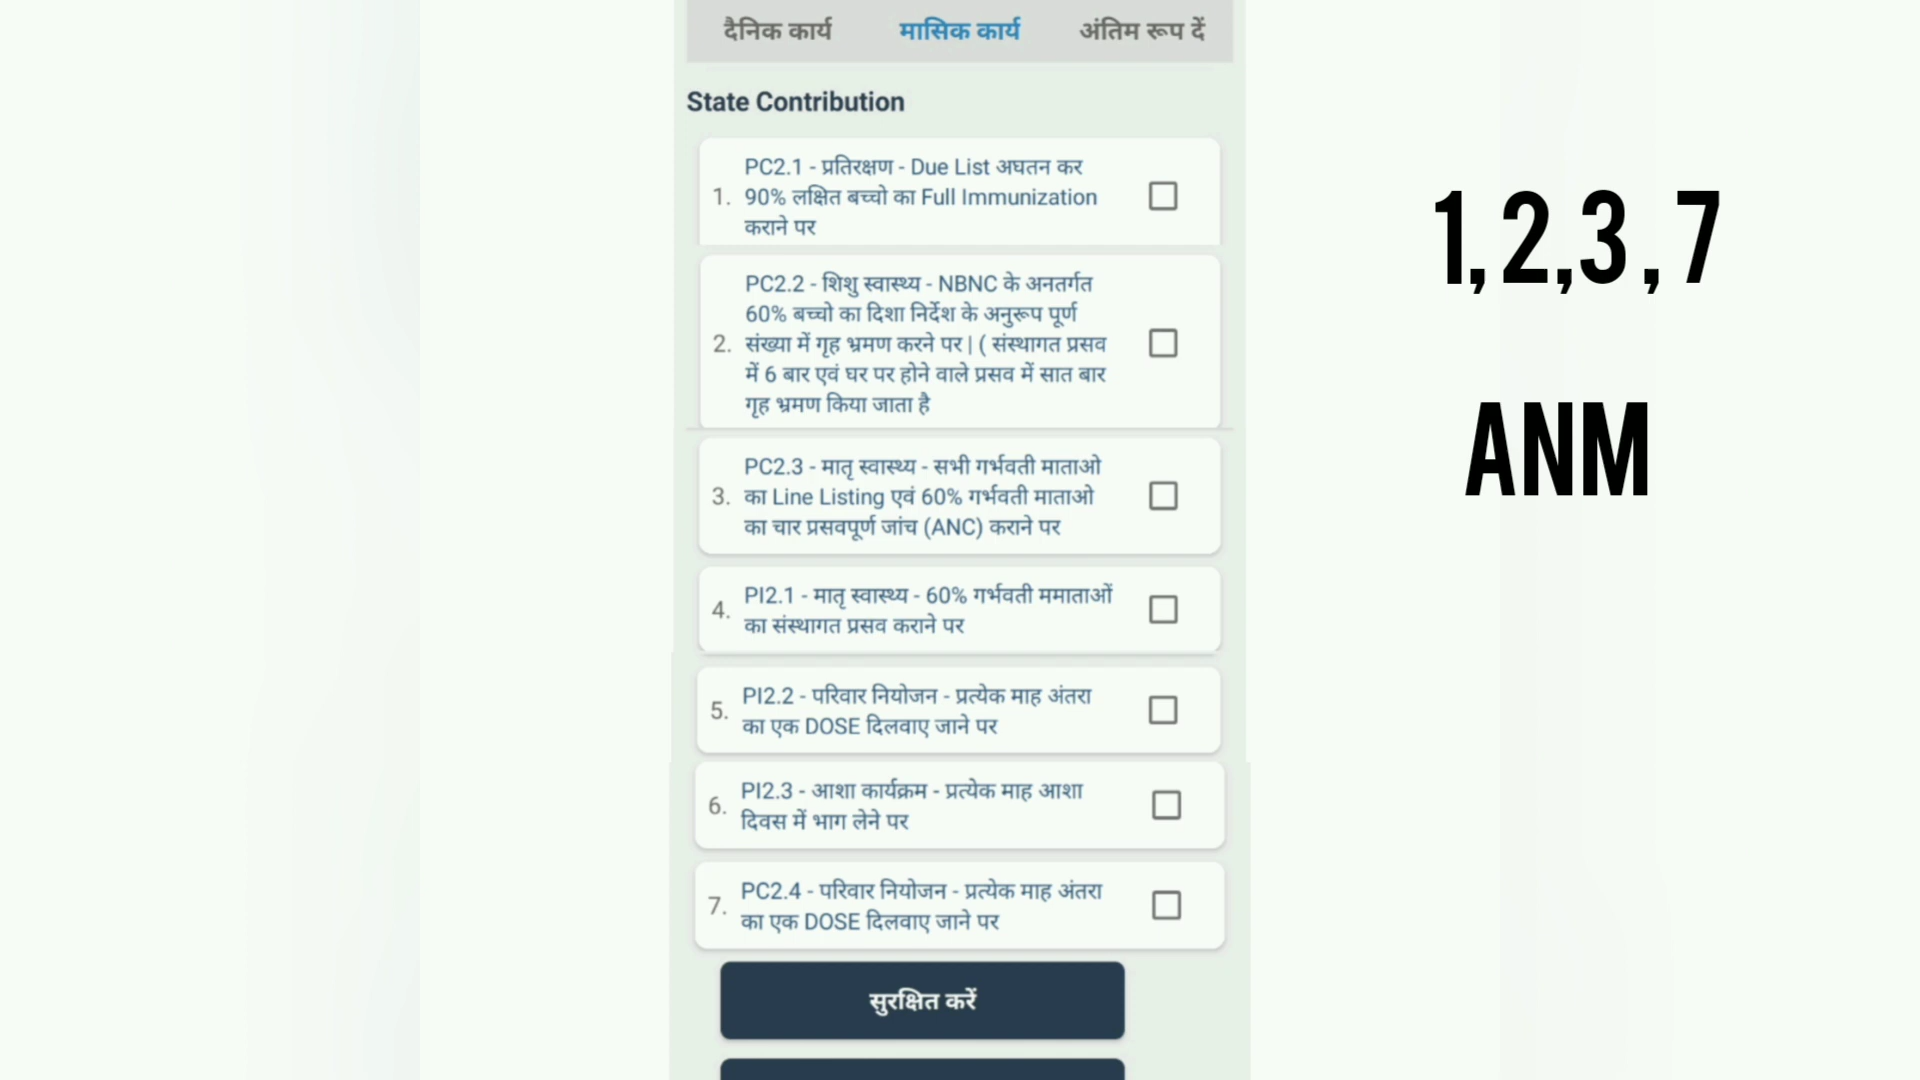 दैनिक कार्य मासिक कार्य अंतिम रूप दें
State Contribution
1. PC2.1 - प्रतिरक्षण - Due List अघतन कर
90% लक्षित बच्चो का Full Immunization
कराने पर
2. PC2.2 - शिशु स्वास्थ्य - NBNC के अनतर्गत
60% बच्चो का दिशा निर्देश के अनुरूप पूर्ण
संख्या में गृह भ्रमण करने पर | ( संस्थागत प्रसव
में 6 बार एवं घर पर होने वाले प्रसव में सात बार
गृह भ्रमण किया जाता है
3. PC2.3 - मातृ स्वास्थ्य - सभी गर्भवती माताओ
का Line Listing एवं 60% गर्भवती माताओ
का चार प्रसवपूर्ण जांच (ANC) कराने पर
4. PI2.1 - मातृ स्वास्थ्य - 60% गर्भवती ममाताओं
का संस्थागत प्रसव कराने पर
5. PI2.2 - परिवार नियोजन - प्रत्येक माह अंतरा
का एक DOSE दिलवाए जाने पर
6. PI2.3 - आशा कार्यक्रम - प्रत्येक माह आशा
दिवस में भाग लेने पर
7. PC2.4 - परिवार नियोजन - प्रत्येक माह अंतरा
का एक DOSE दिलवाए जाने पर
सुरक्षित करें
1,2,3,7
ANM